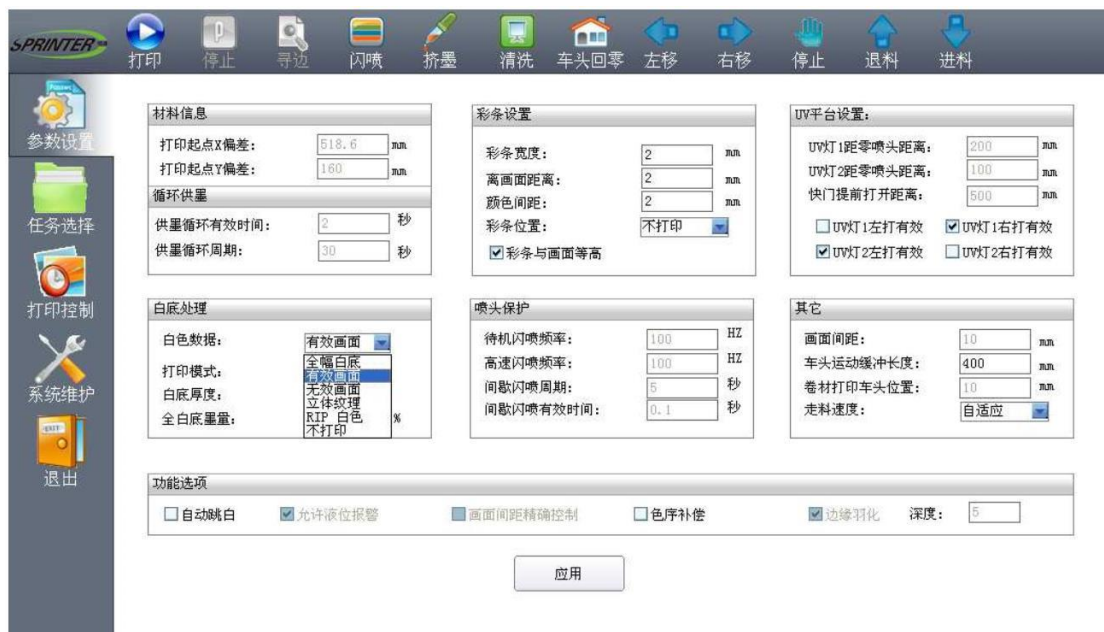 SPRINTER
打印 停止 寻边 闪喷 挤墨 清洗 车头回零 左移 右移 停止 退料 进料
参数设置
任务选择
打印控制
系统维护
EXIT
退出
材料信息
打印起点X偏差： 518.6 mm
打印起点Y偏差： 160 mm
循环供墨
供墨循环有效时间： 2 秒
供墨循环周期： 30 秒
彩条设置
彩条宽度： 2 mm
离画面距离： 2 mm
颜色间距： 2 mm
彩条位置： 不打印
彩条与画面等高
UV平台设置：
UV灯1距零喷头距离： 200 mm
UV灯2距零喷头距离： 100 mm
快门提前打开距离： 500 mm
UV灯1左打有效 UV灯1右打有效
UV灯2左打有效 UV灯2右打有效
白底处理
白色数据： 有效画面
打印模式：
白底厚度：
全白底墨量： %
全幅白底
有效画面
无效画面
立体纹理
RIP 白色
不打印
喷头保护
待机闪喷频率： 100 HZ
高速闪喷频率： 100 HZ
间歇闪喷周期： 5 秒
间歇闪喷有效时间： 0.1 秒
其它
画面间距： 10 mm
车头运动缓冲长度： 400 mm
卷材打印车头位置： 10 mm
走料速度： 自适应
功能选项
自动跳白 允许液位报警 画面间距精确控制 色序补偿 边缘羽化 深度： 5
应用